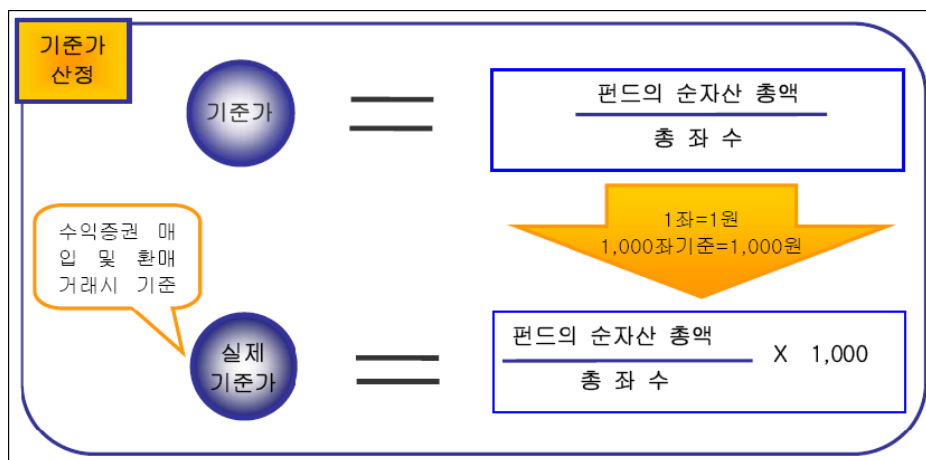 기준가
산정
기준가
펀드의 순자산 총액
총 좌 수
1좌=1원
1,000좌기준=1,000원
수익증권 매
입 및 환매
거래시 기준
실제
기준가
펀드의 순자산 총액
총 좌 수
X 1,000